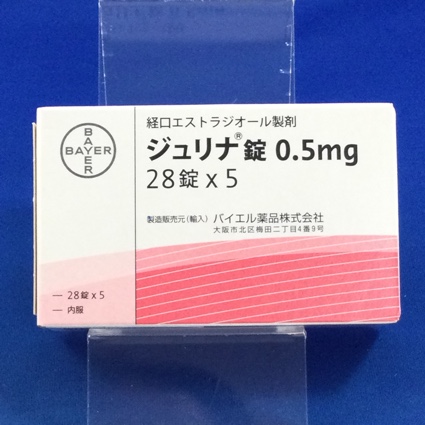 BAYER
BAYER
経口エストラジオール製剤
ジュリナ®錠 0.5mg
28錠 x 5
製造販売元（輸入） バイエル薬品株式会社
大阪市北区梅田二丁目4番9号
28錠 x 5
内服